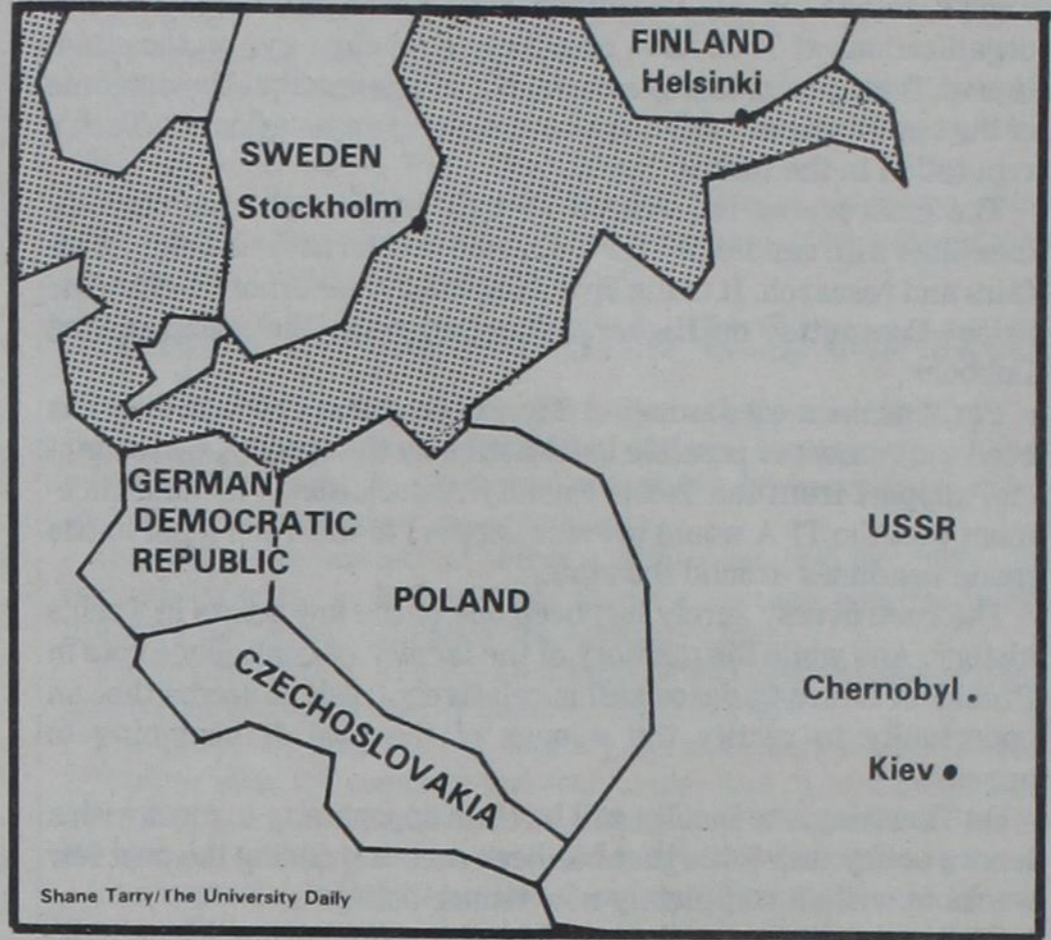 FINLAND
Helsinki
SWEDEN
Stockholm
GERMAN
DEMOCRATIC
REPUBLIC
USSR
POLAND
CZECHOSLOVAKIA
Chernobyl
Kiev
Shane Tarry/The University Daily